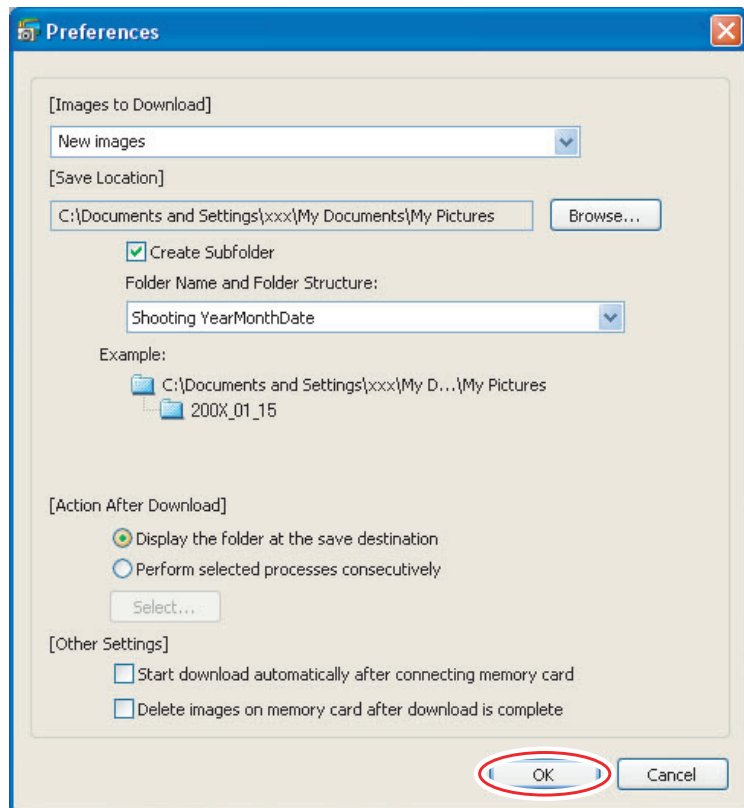 Preferences
[Images to Download]
New images
[Save Location]
C:\Documents and Settings\xxx\My Documents\My Pictures
Browse...
Create Subfolder
Folder Name and Folder Structure:
Shooting YearMonthDate
Example:
C:\Documents and Settings\xxx\My D...\My Pictures
200X_01_15
[Action After Download]
Display the folder at the save destination
Perform selected processes consecutively
Select...
[Other Settings]
Start download automatically after connecting memory card
Delete images on memory card after download is complete
OK
Cancel